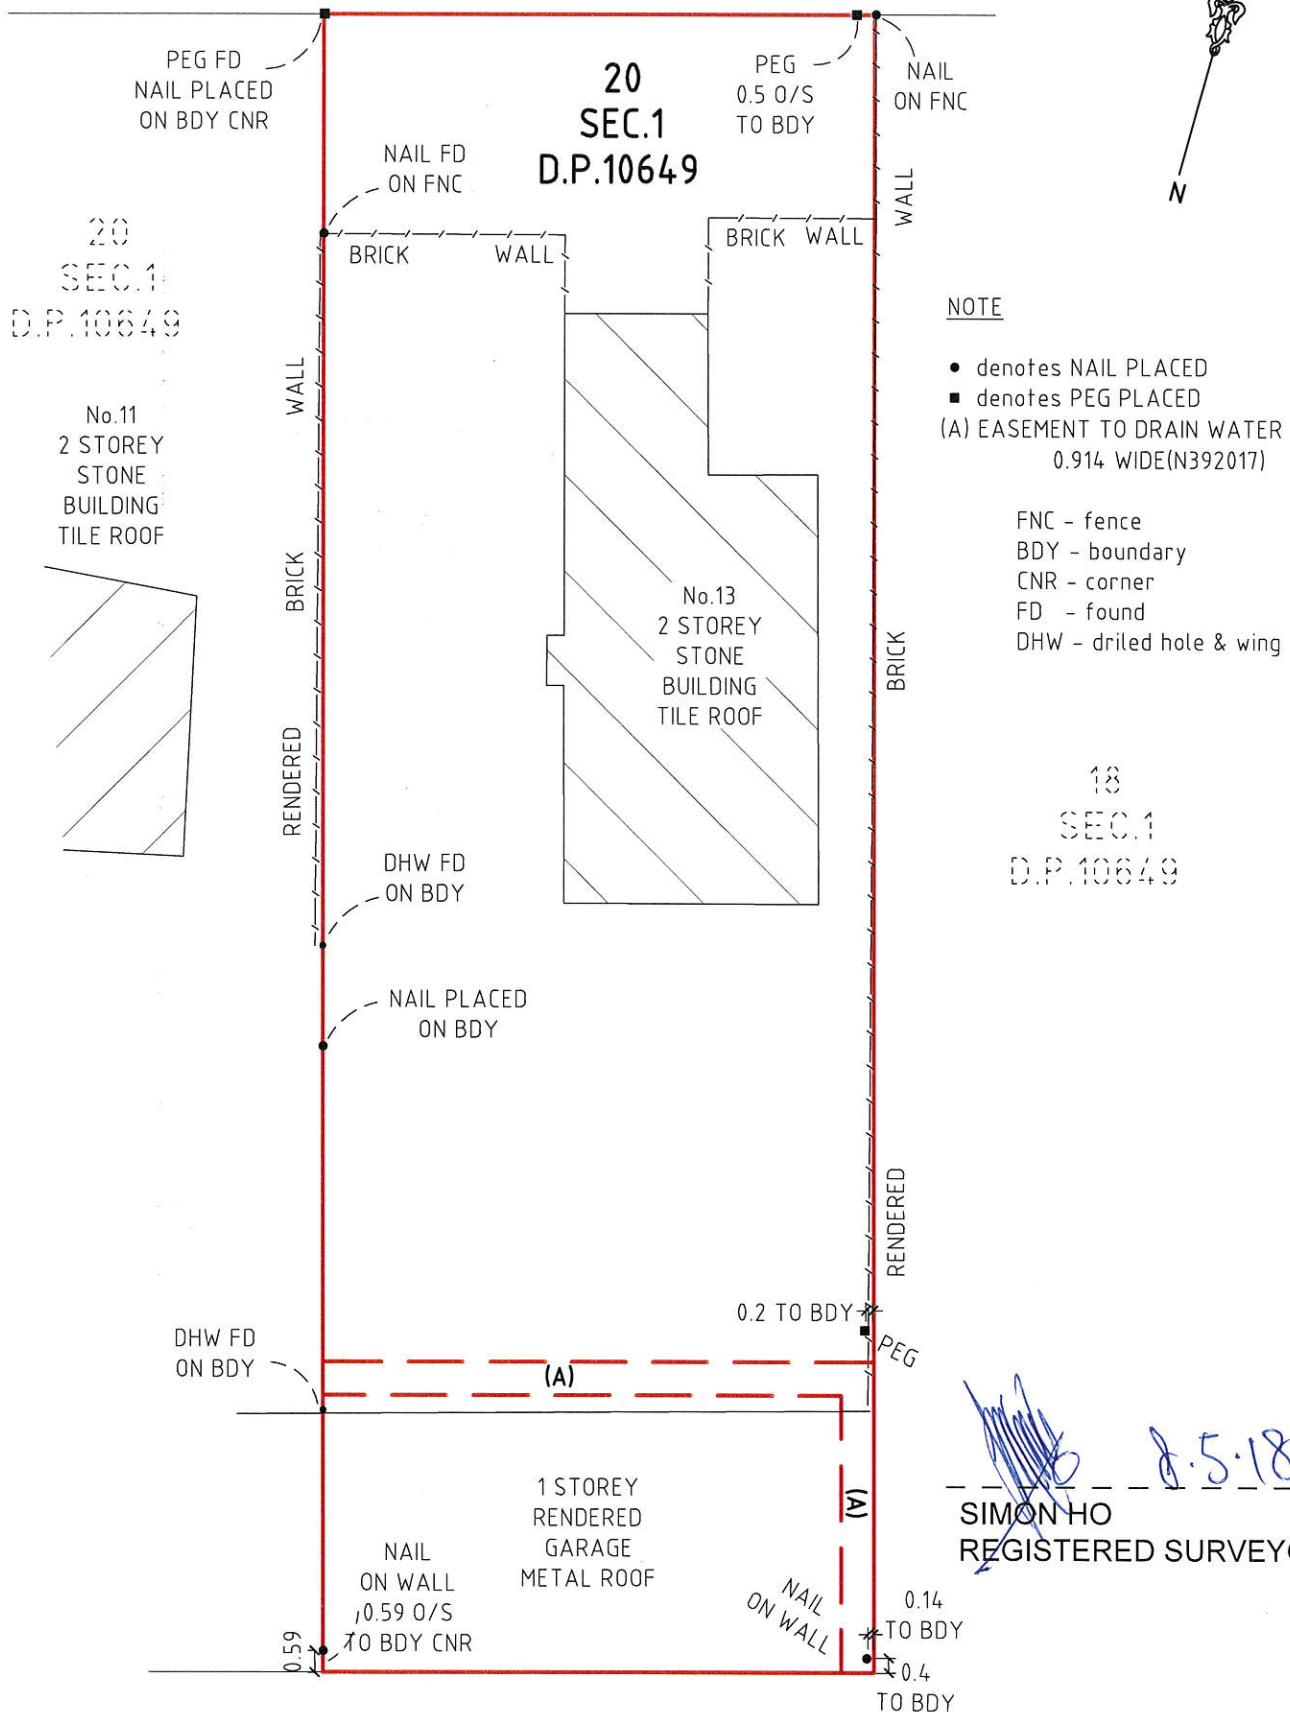 PEG FD
NAIL PLACED
ON BDY CNR
20
SEC.1
D.P.10649
PEG
0.5 O/S
TO BDY
NAIL
ON FNC
N
NAIL FD
ON FNC
BRICK WALL
BRICK WALL
WALL
20
SEC.1
D.P.10649
No.11
2 STOREY
STONE
BUILDING
TILE ROOF
WALL
BRICK
RENDERED
No.13
2 STOREY
STONE
BUILDING
TILE ROOF
BRICK
NOTE
● denotes NAIL PLACED
■ denotes PEG PLACED
(A) EASEMENT TO DRAIN WATER
0.914 WIDE(N392017)
FNC - fence
BDY - boundary
CNR - corner
FD - found
DHW - driled hole & wing
18
SEC.1
D.P.10649
DHW FD
ON BDY
NAIL PLACED
ON BDY
RENDERED
0.2 TO BDY
PEG
DHW FD
ON BDY
(A)
(A)
1 STOREY
RENDERED
GARAGE
METAL ROOF
NAIL
ON WALL
0.59 O/S
TO BDY CNR
0.59
NAIL
ON WALL
0.14
TO BDY
0.4
TO BDY
8.5.18
SIMON HO
REGISTERED SURVEYO